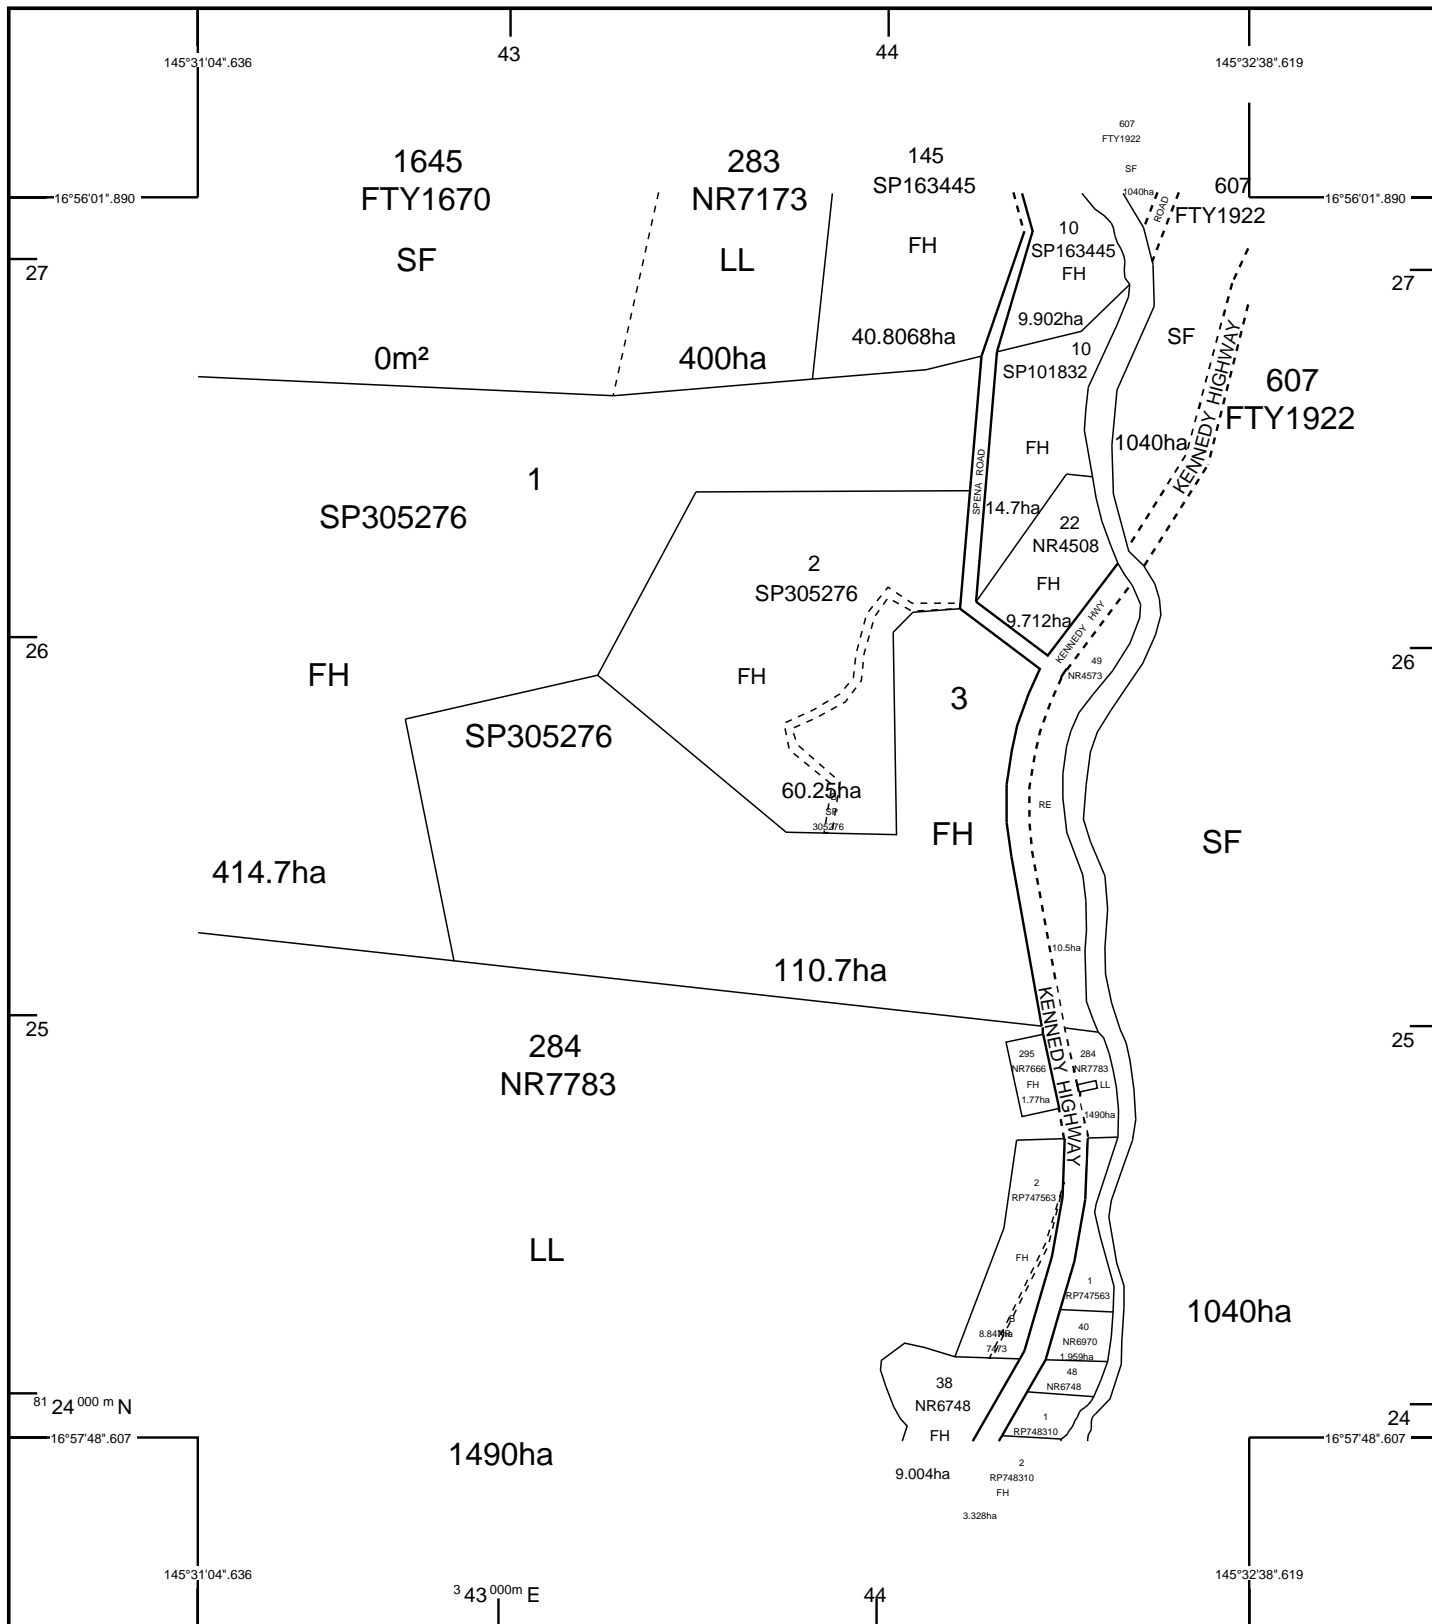 43
44
145°31'04".636
145°32'38".619
607
FTY1922
SF
1040ha
ROAD
1645
FTY1670
SF
0m²
283
NR7173
LL
400ha
145
SP163445
FH
40.8068ha
10
SP163445
FH
9.902ha
607
FTY1922
16°56'01".890
16°56'01".890
27
27
SF
KENNEDY HIGHWAY
10
SP101832
FH
14.7ha
607
FTY1922
1040ha
SPENA ROAD
1
SP305276
FH
414.7ha
22
NR4508
FH
9.712ha
2
SP305276
FH
60.25ha
SP
305276
KENNEDY HWY
49
NR4573
RE
10.5ha
26
26
3
SP305276
FH
110.7ha
SF
25
25
KENNEDY HIGHWAY
284
NR7783
LL
1490ha
295
NR7666
FH
1.77ha
284
NR7783
LL
1490ha
2
RP747563
FH
B
NR
7473
1
RP747563
40
NR6970
1.959ha
48
NR6748
1
RP748310
1040ha
38
NR6748
FH
9.004ha
2
RP748310
FH
3.328ha
81 24 000 m N
24
16°57'48".607
16°57'48".607
145°31'04".636
145°32'38".619
3 43 000m E
44